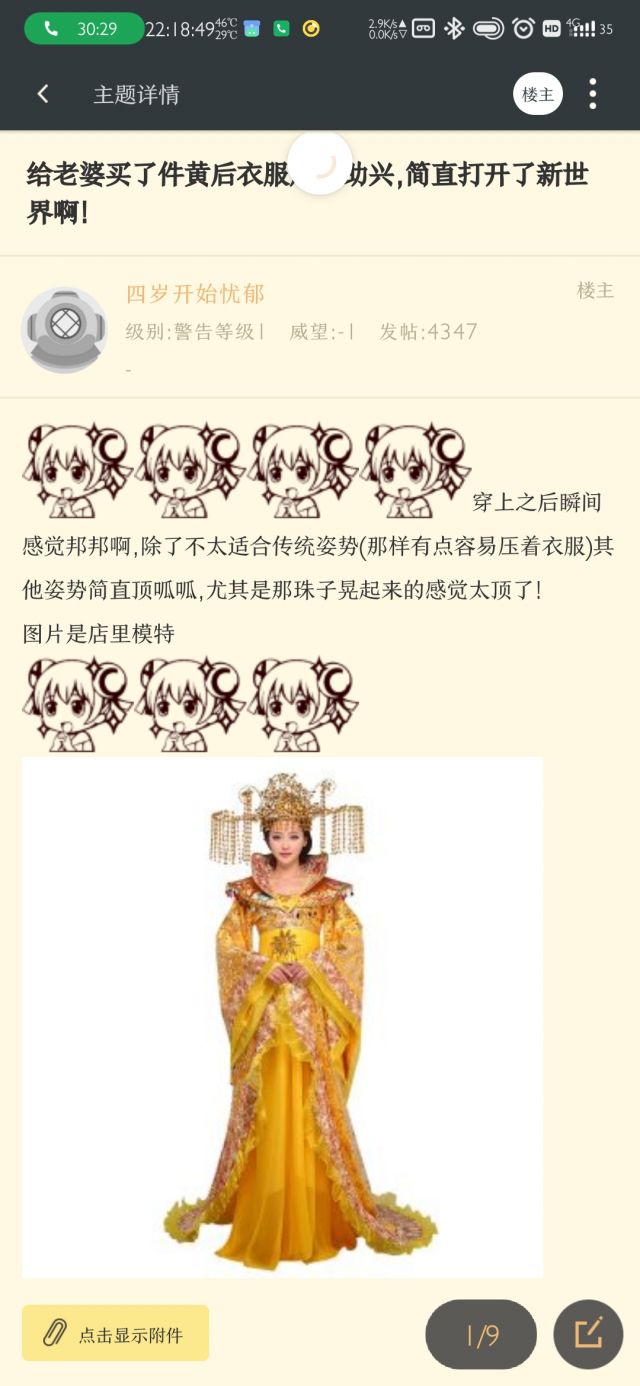 30:29 22:18:49 46℃ 29℃ 2.9K/s 0.0K/s HD 4G 35
主题详情 楼主
给老婆买了件黄后衣服 助兴,简直打开了新世
界啊!
四岁开始忧郁 楼主
级别:警告等级1 威望:-1 发帖:4347
-
穿上之后瞬间
感觉邦邦啊,除了不太适合传统姿势(那样有点容易压着衣服)其
他姿势简直顶呱呱,尤其是那珠子晃起来的感觉太顶了!
图片是店里模特
点击显示附件 1/9